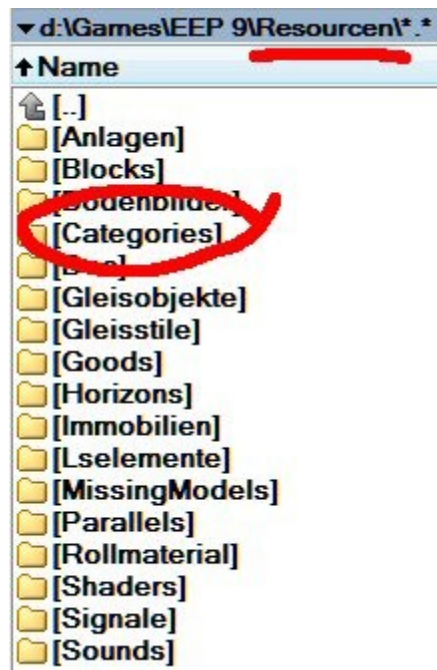 d:\Games\EEP 9\Resourcen\*.*
Name
[..]
[Anlagen]
[Blocks]
[Bodenbilder]
[Categories]
[Gleisobjekte]
[Gleisstile]
[Goods]
[Horizons]
[Immobilien]
[Lselemente]
[MissingModels]
[Parallels]
[Rollmaterial]
[Shaders]
[Signale]
[Sounds]